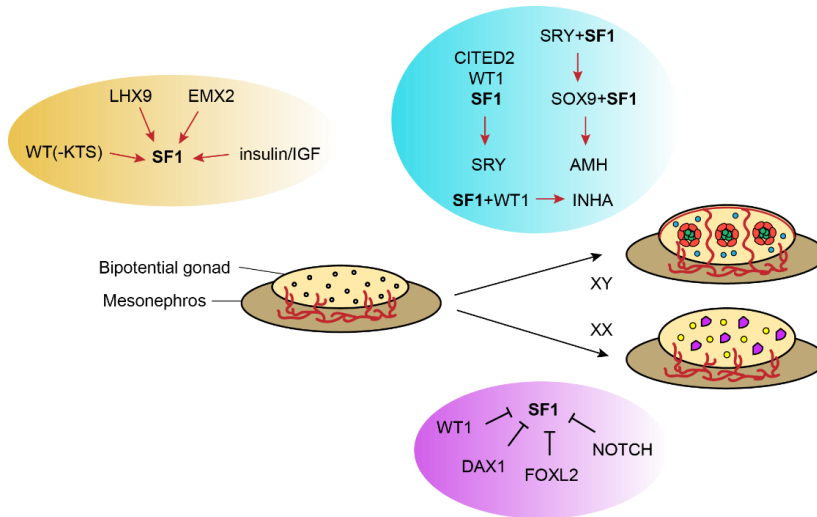 LHX9 EMX2
WT(-KTS) SF1 insulin/IGF
CITED2
WT1
SF1
SRY
SRY+SF1
SOX9+SF1
AMH
SF1+WT1 INHA
Bipotential gonad
Mesonephros
XY
XX
SF1
WT1
DAX1
FOXL2
NOTCH